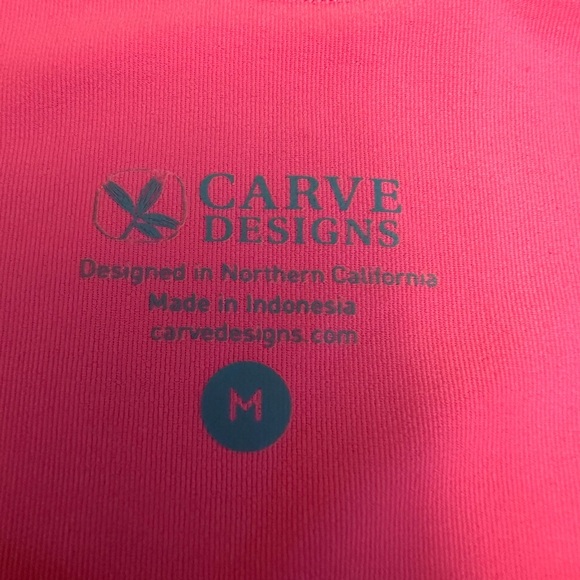 CARVE
DESIGNS
Designed in Northern California
Made in Indonesia
carvedesigns.com
M